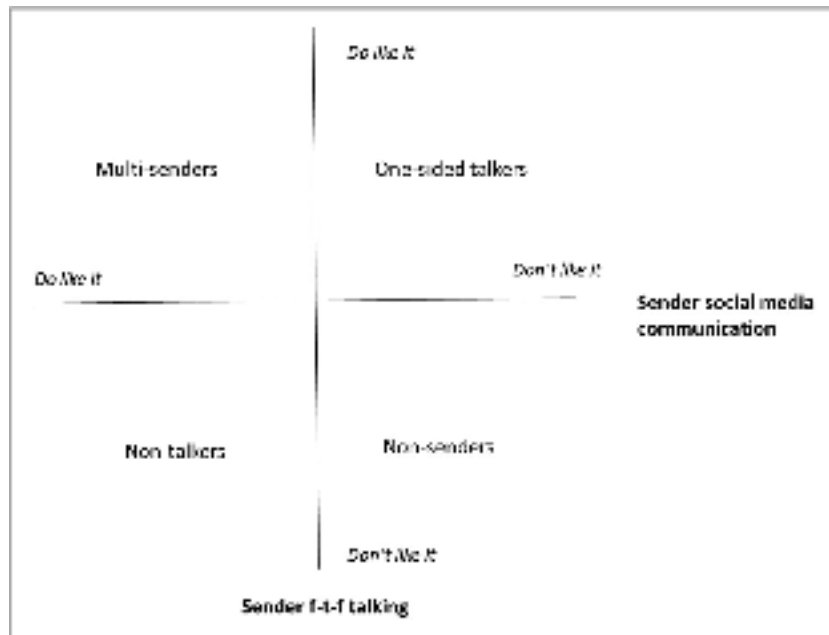 Do like it
Multi-senders
One-sided talkers
Do like it
Don't like it
Sender social media
communication
Non talkers
Non-senders
Don't like it
Sender f-t-f talking